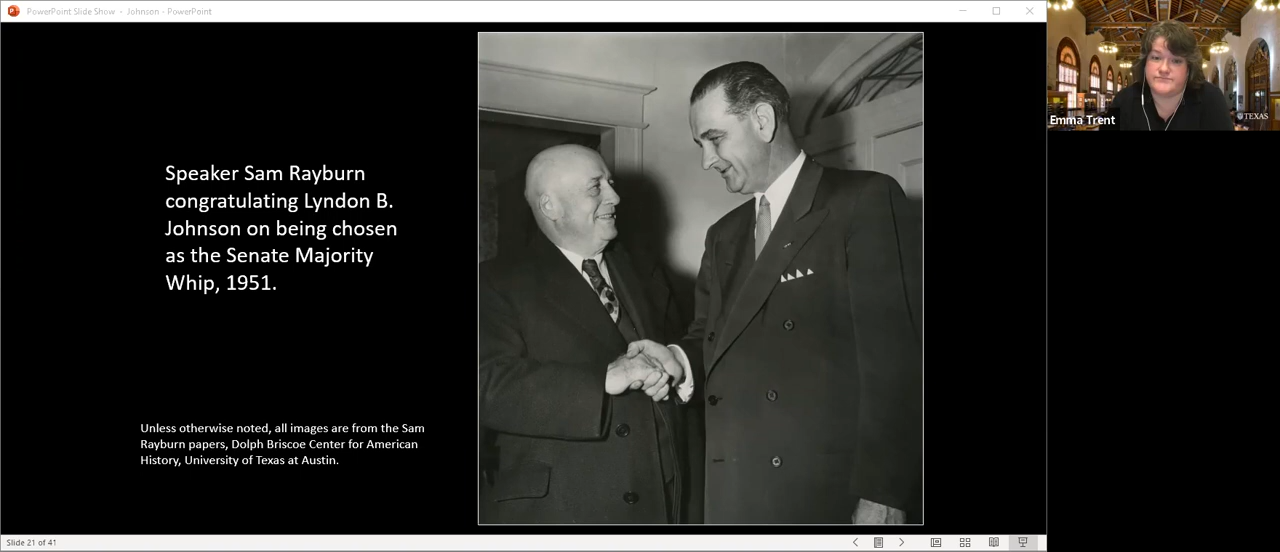 PowerPoint Slide Show - Johnson - PowerPoint
Speaker Sam Rayburn
congratulating Lyndon B.
Johnson on being chosen
as the Senate Majority
Whip, 1951.
Unless otherwise noted, all images are from the Sam
Rayburn papers, Dolph Briscoe Center for American
History, University of Texas at Austin.
Emma Trent
TEXAS
Slide 21 of 41